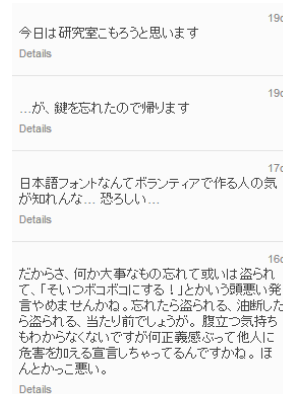 19d
今日は研究室こもろうと思います
Details
19d
…が、鍵を忘れたので帰ります
Details
17d
日本語フォントなんてボランティアで作る人の気
が知れんな… 恐ろしい…
Details
16d
だからさ、何か大事なもの忘れて或いは盗られ
て、「そいつボコボコにする！」とかいう頭悪い発
言やめませんかね。忘れたら盗られる、油断した
ら盗られる、当たり前でしょうが。腹立つ気持ち
もわからなくないですが何正義感ぶって他人に
危害を加える宣言しちゃってるんですかね。ほ
んとかっこ悪い。
Details